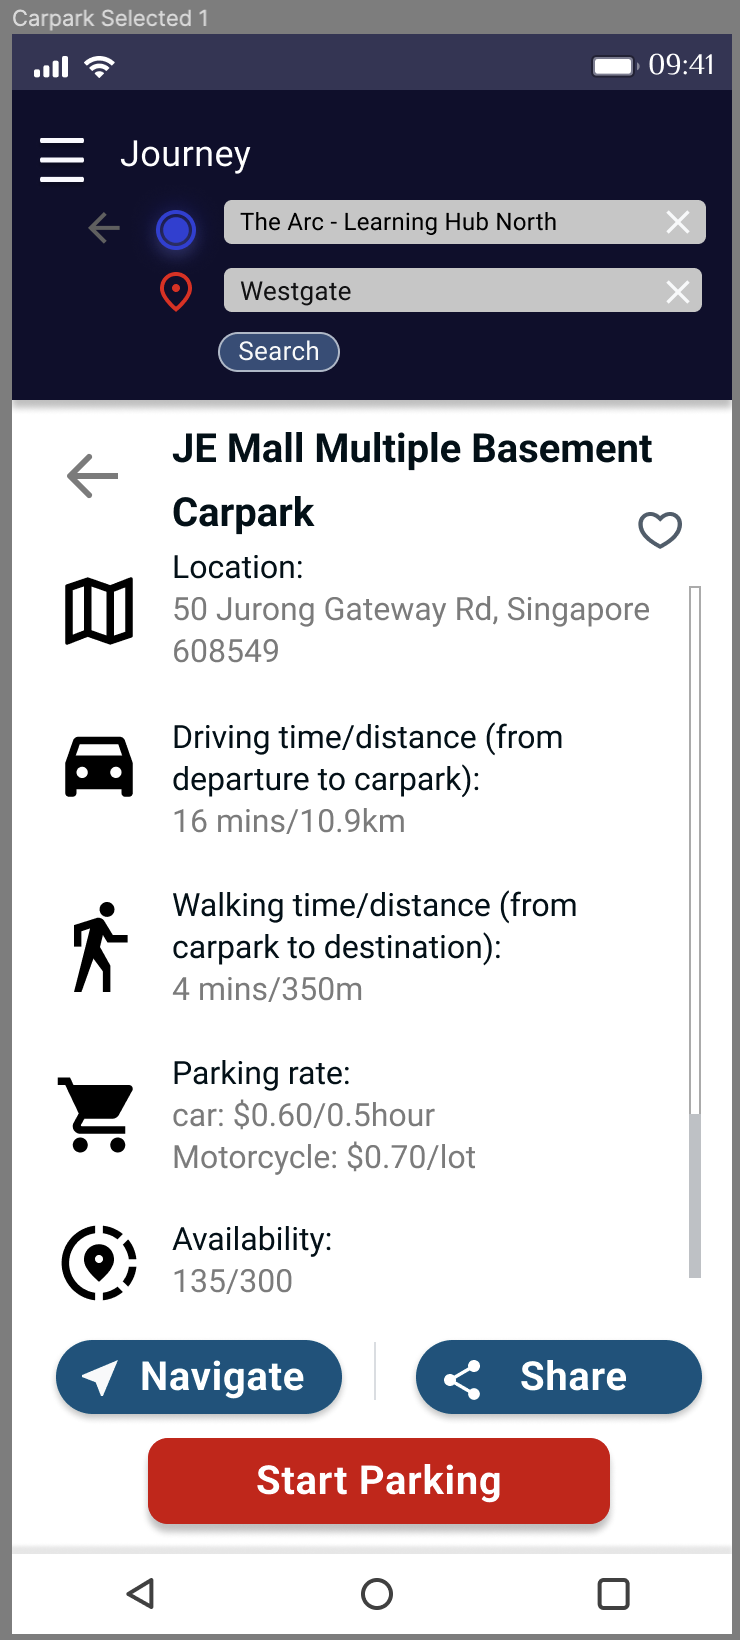 Carpark Selected 1
09:41
Journey
The Arc - Learning Hub North
Westgate
Search
JE Mall Multiple Basement
Carpark
Location:
50 Jurong Gateway Rd, Singapore
608549
Driving time/distance (from
departure to carpark):
16 mins/10.9km
Walking time/distance (from
carpark to destination):
4 mins/350m
Parking rate:
car: $0.60/0.5hour
Motorcycle: $0.70/lot
Availability:
135/300
Navigate
Share
Start Parking